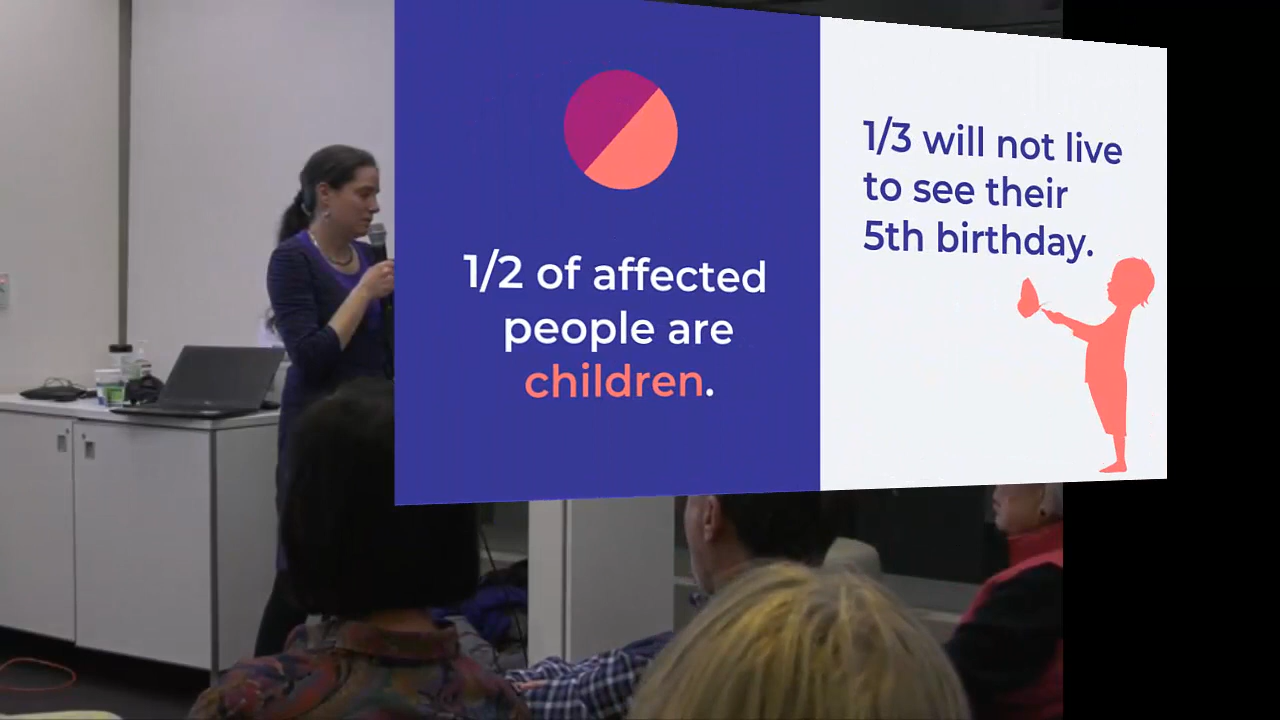 1/2 of affected
people are
children.
1/3 will not live
to see their
5th birthday.